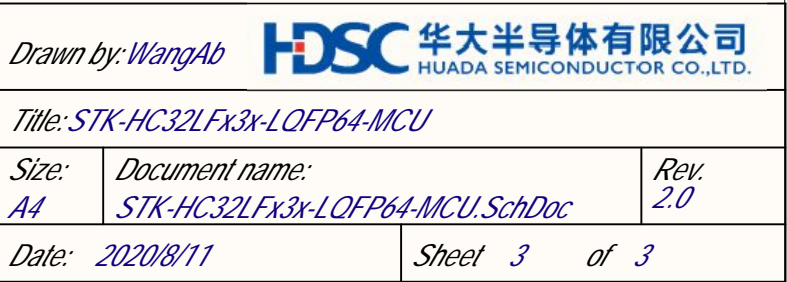 Drawn by: WangAb
HDSC 华大半导体有限公司
HUADA SEMICONDUCTOR CO.,LTD.
Title: STK-HC32LFx3x-LQFP64-MCU
Size:
A4
Document name:
STK-HC32LFx3x-LQFP64-MCU.SchDoc
Rev.
2.0
Date: 2020/8/11
Sheet 3 of 3